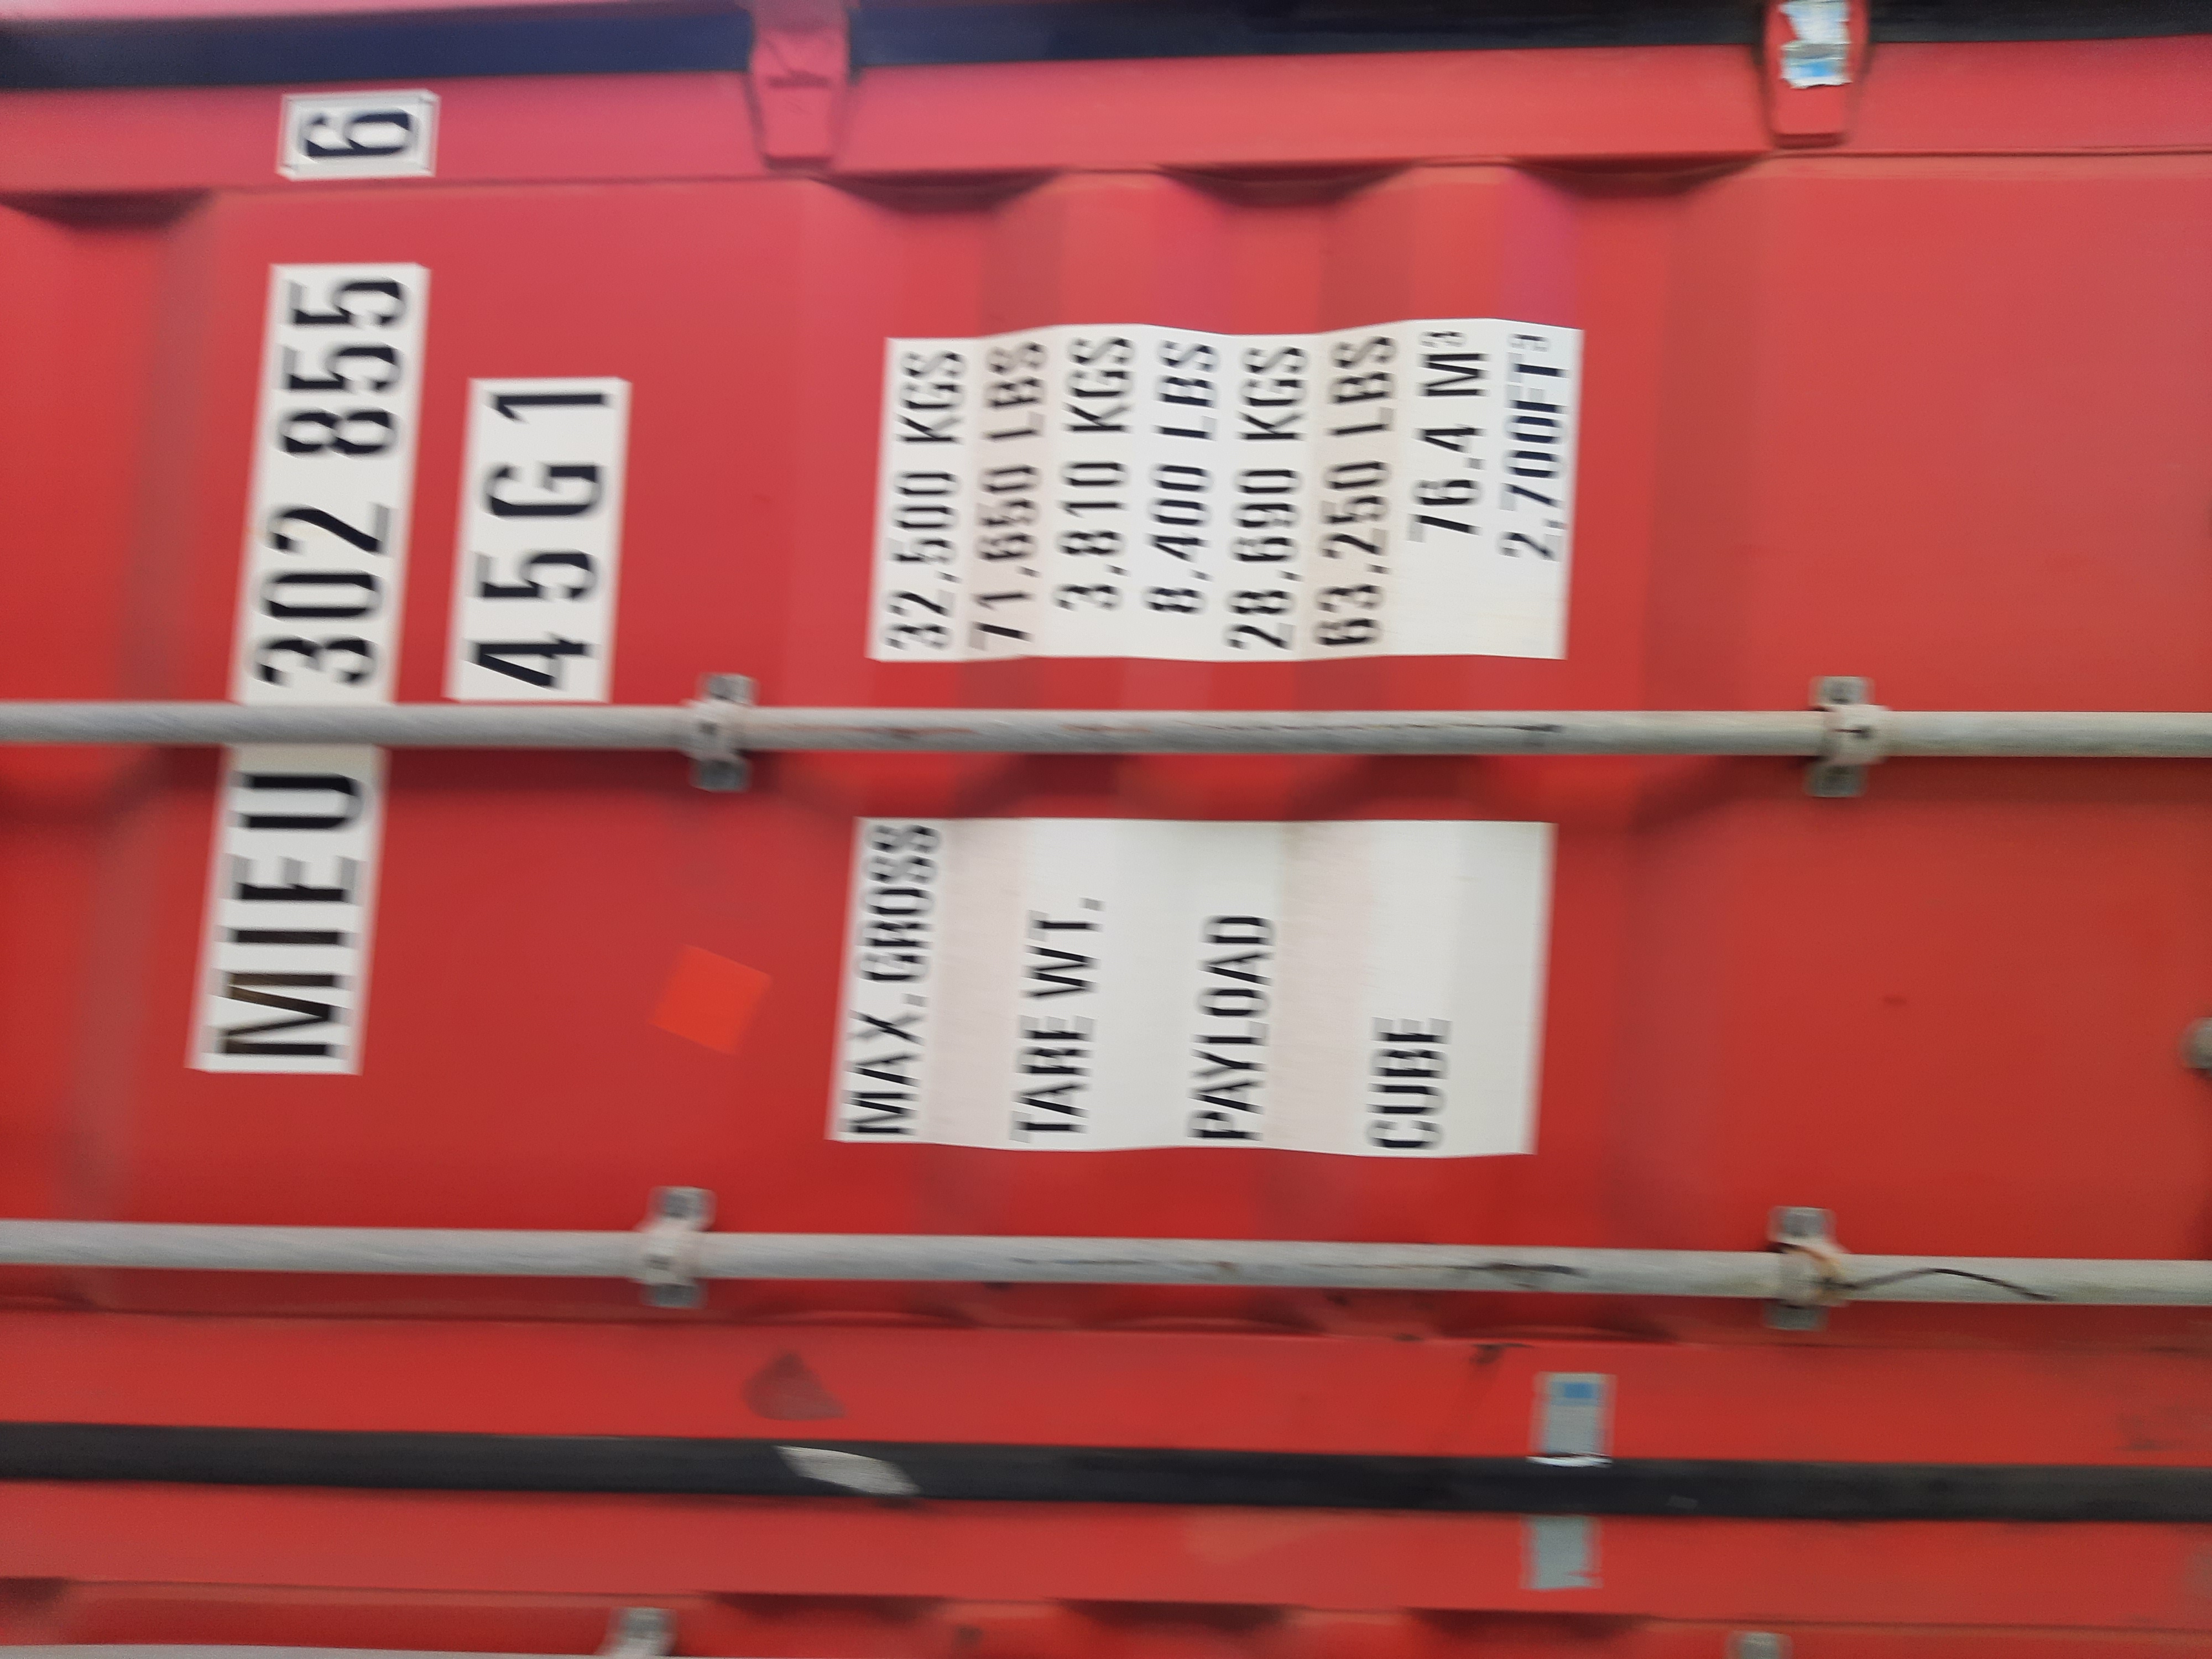 MIEU 302 855 6
45G1
MAX.GROSS 32,500 KGS
71,650 LBS
TARE WT. 3,810 KGS
8,400 LBS
PAYLOAD 28,690 KGS
63,250 LBS
CUBE 76.4 M³
2,700FT³